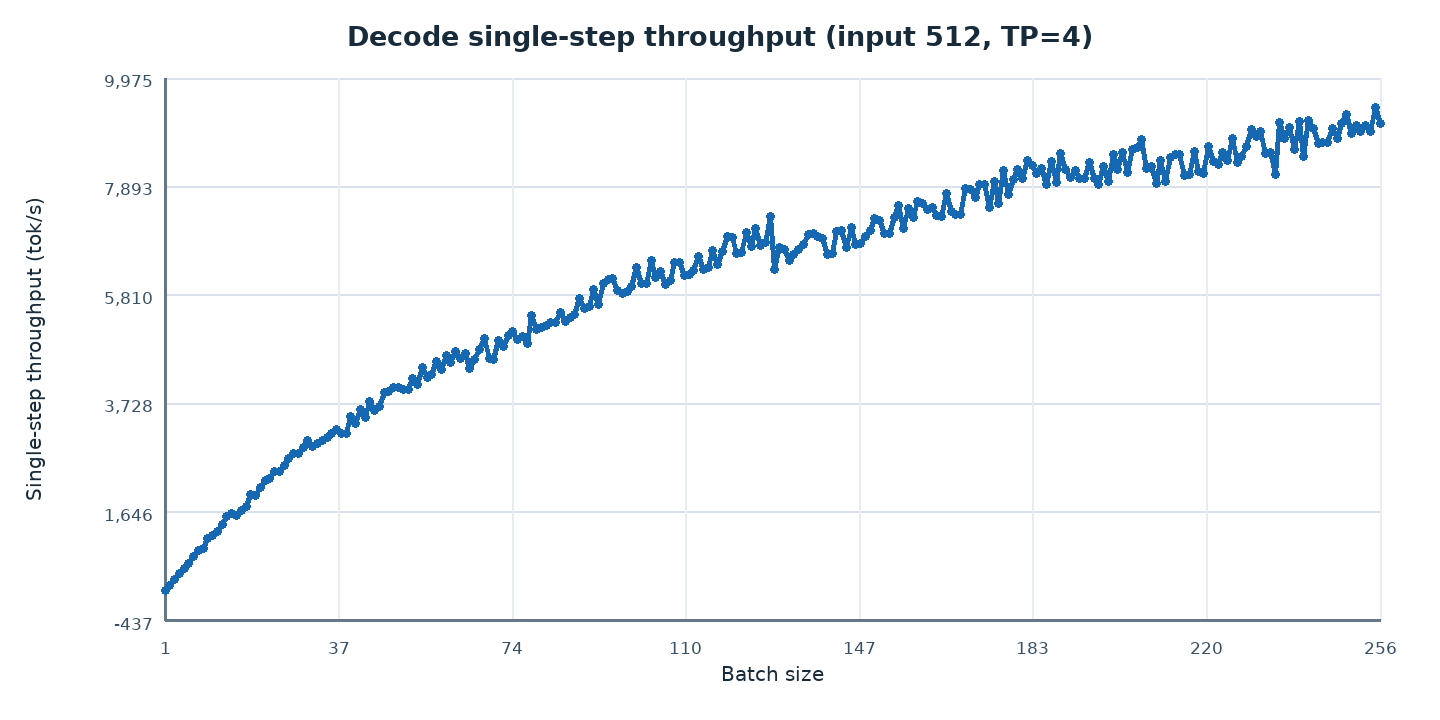 Decode single-step throughput (input 512, TP=4)
9,975
7,893
5,810
3,728
1,646
-437
Single-step throughput (tok/s)
1 37 74 110 147 183 220 256
Batch size